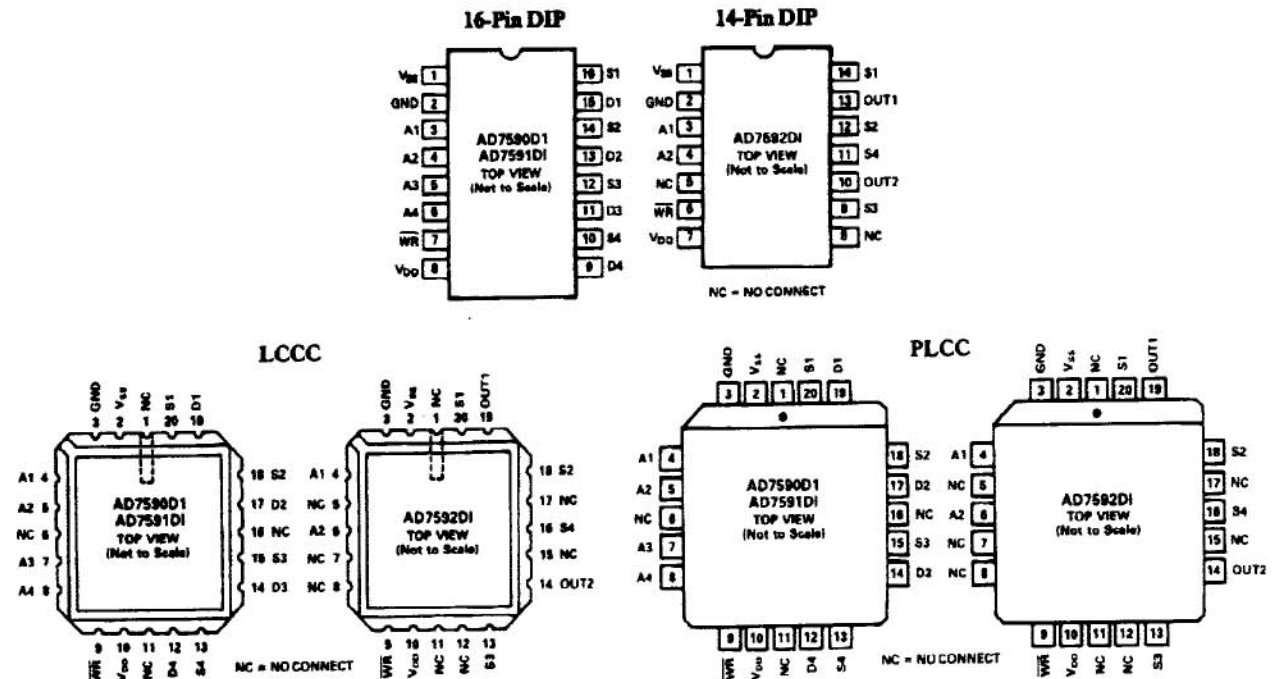 16-Pin DIP
VSS 1
GND 2
A1 3
A2 4
A3 5
A4 6
WR 7
VDD 8
AD7590D1
AD7591DI
TOP VIEW
(Not to Scale)
16 S1
15 D1
14 S2
13 D2
12 S3
11 D3
10 S4
9 D4
14-Pin DIP
VSS 1
GND 2
A1 3
A2 4
NC 5
WR 6
VDD 7
AD7592DI
TOP VIEW
(Not to Scale)
14 S1
13 OUT1
12 S2
11 S4
10 OUT2
9 S3
8 NC
NC = NO CONNECT
LCCC
GND VSS NC S1 D1
3 2 1 20 19
A1 4
A2 5
NC 6
A3 7
A4 8
AD7590D1
AD7591DI
TOP VIEW
(Not to Scale)
18 S2
17 D2
16 NC
15 S3
14 D3
9 10 11 12 13
WR VDD NC D4 S4
GND VSS NC S1 OUT1
3 2 1 20 19
A1 4
NC 5
A2 6
NC 7
NC 8
AD7592DI
TOP VIEW
(Not to Scale)
18 S2
17 NC
16 S4
15 NC
14 OUT2
9 10 11 12 13
WR VDD NC NC S3
NC = NO CONNECT
PLCC
GND VSS NC S1 D1
3 2 1 20 19
A1 4
A2 5
NC 6
A3 7
A4 8
AD7590D1
AD7591DI
TOP VIEW
(Not to Scale)
18 S2
17 D2
16 NC
15 S3
14 D2
9 10 11 12 13
WR VDD NC D4 S4
GND VSS NC S1 OUT1
3 2 1 20 19
A1 4
NC 5
A2 6
NC 7
NC 8
AD7592DI
TOP VIEW
(Not to Scale)
18 S2
17 NC
16 S4
15 NC
14 OUT2
9 10 11 12 13
WR VDD NC NC S3
NC = NO CONNECT